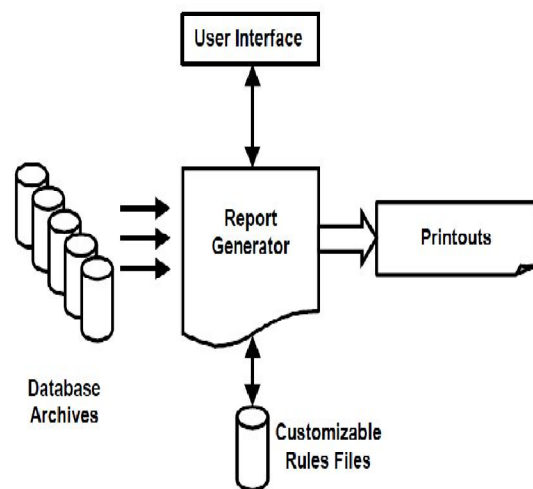 User Interface
Report
Generator
Printouts
Database
Archives
Customizable
Rules Files